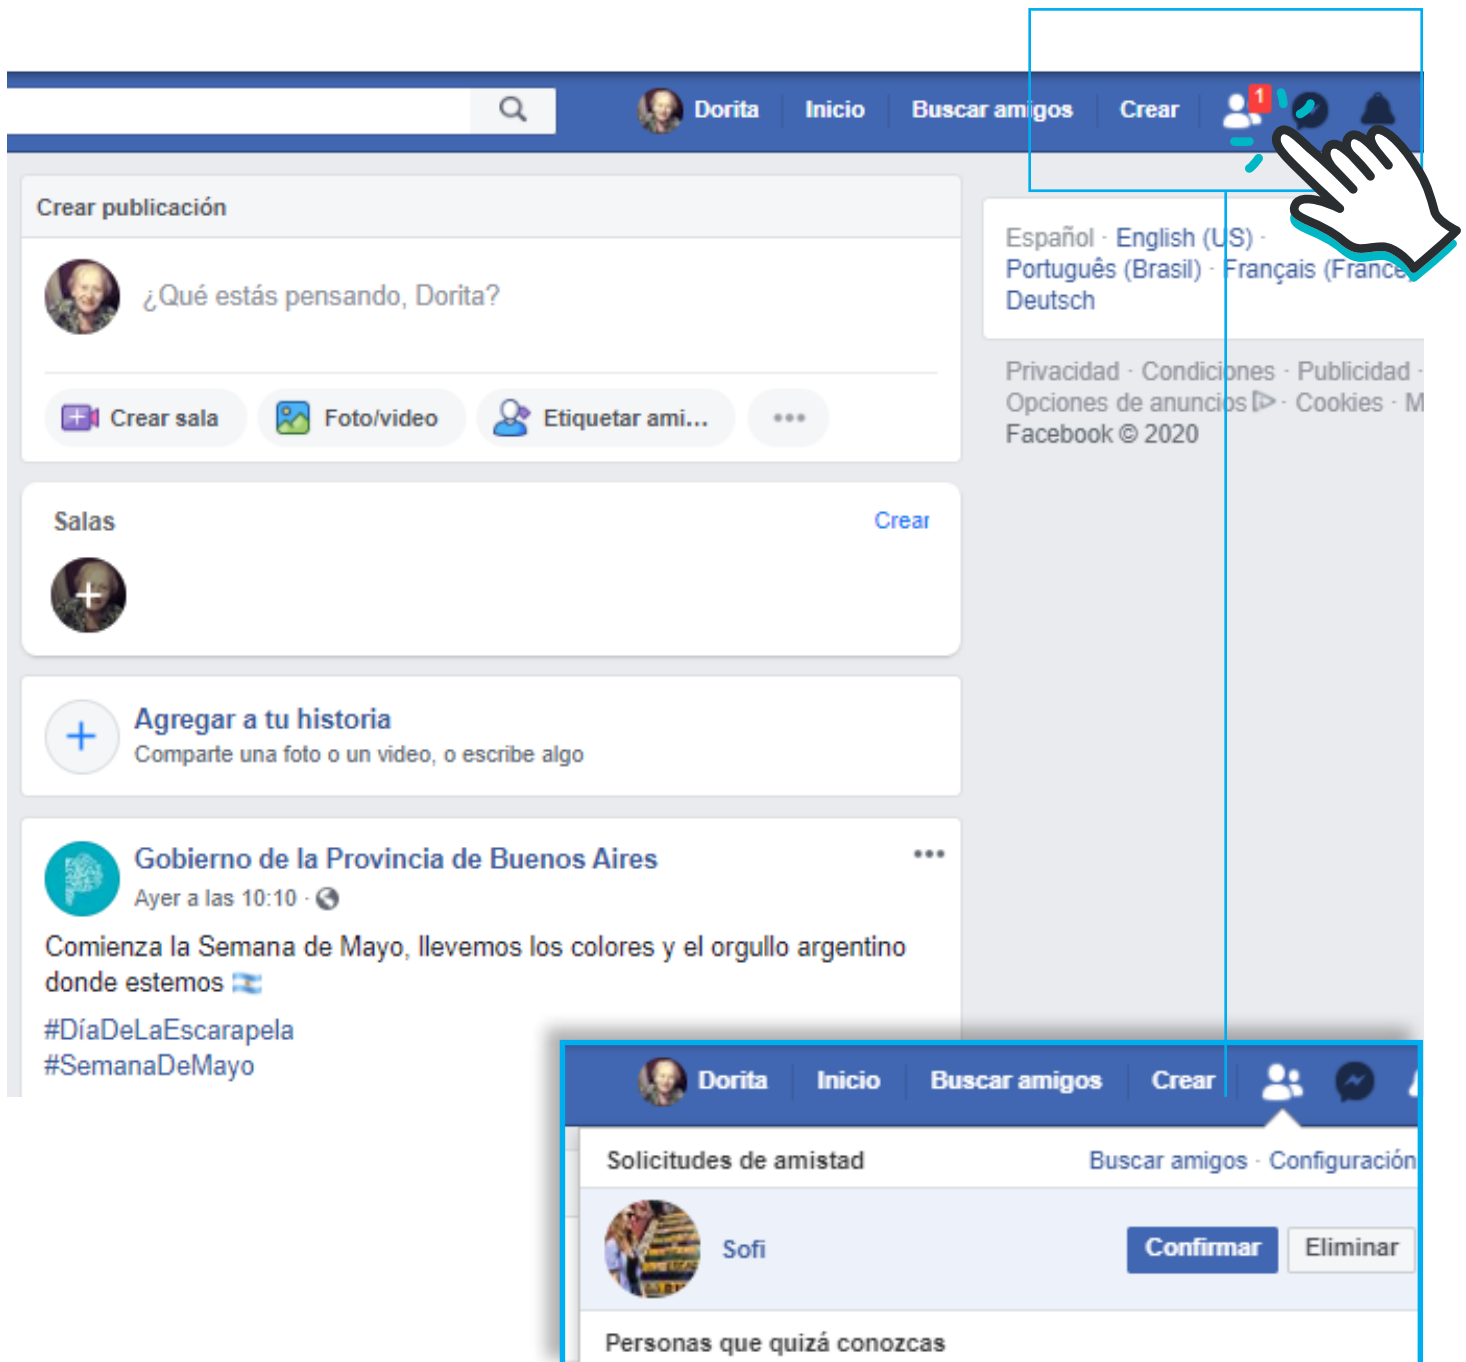 Dorita Inicio Buscar amigos Crear 1
Crear publicación
¿Qué estás pensando, Dorita?
Crear sala Foto/video Etiquetar ami... •••
Español · English (US) ·
Português (Brasil) · Français (France)
Deutsch
Privacidad · Condiciones · Publicidad ·
Opciones de anuncios · Cookies · M
Facebook © 2020
Salas Crear
Agregar a tu historia
Comparte una foto o un video, o escribe algo
Gobierno de la Provincia de Buenos Aires
Ayer a las 10:10 ·
Comienza la Semana de Mayo, llevemos los colores y el orgullo argentino
donde estemos 🇦🇷
#DíaDeLaEscarapela
#SemanaDeMayo
Dorita Inicio Buscar amigos Crear
Solicitudes de amistad Buscar amigos · Configuración
Sofi Confirmar Eliminar
Personas que quizá conozcas